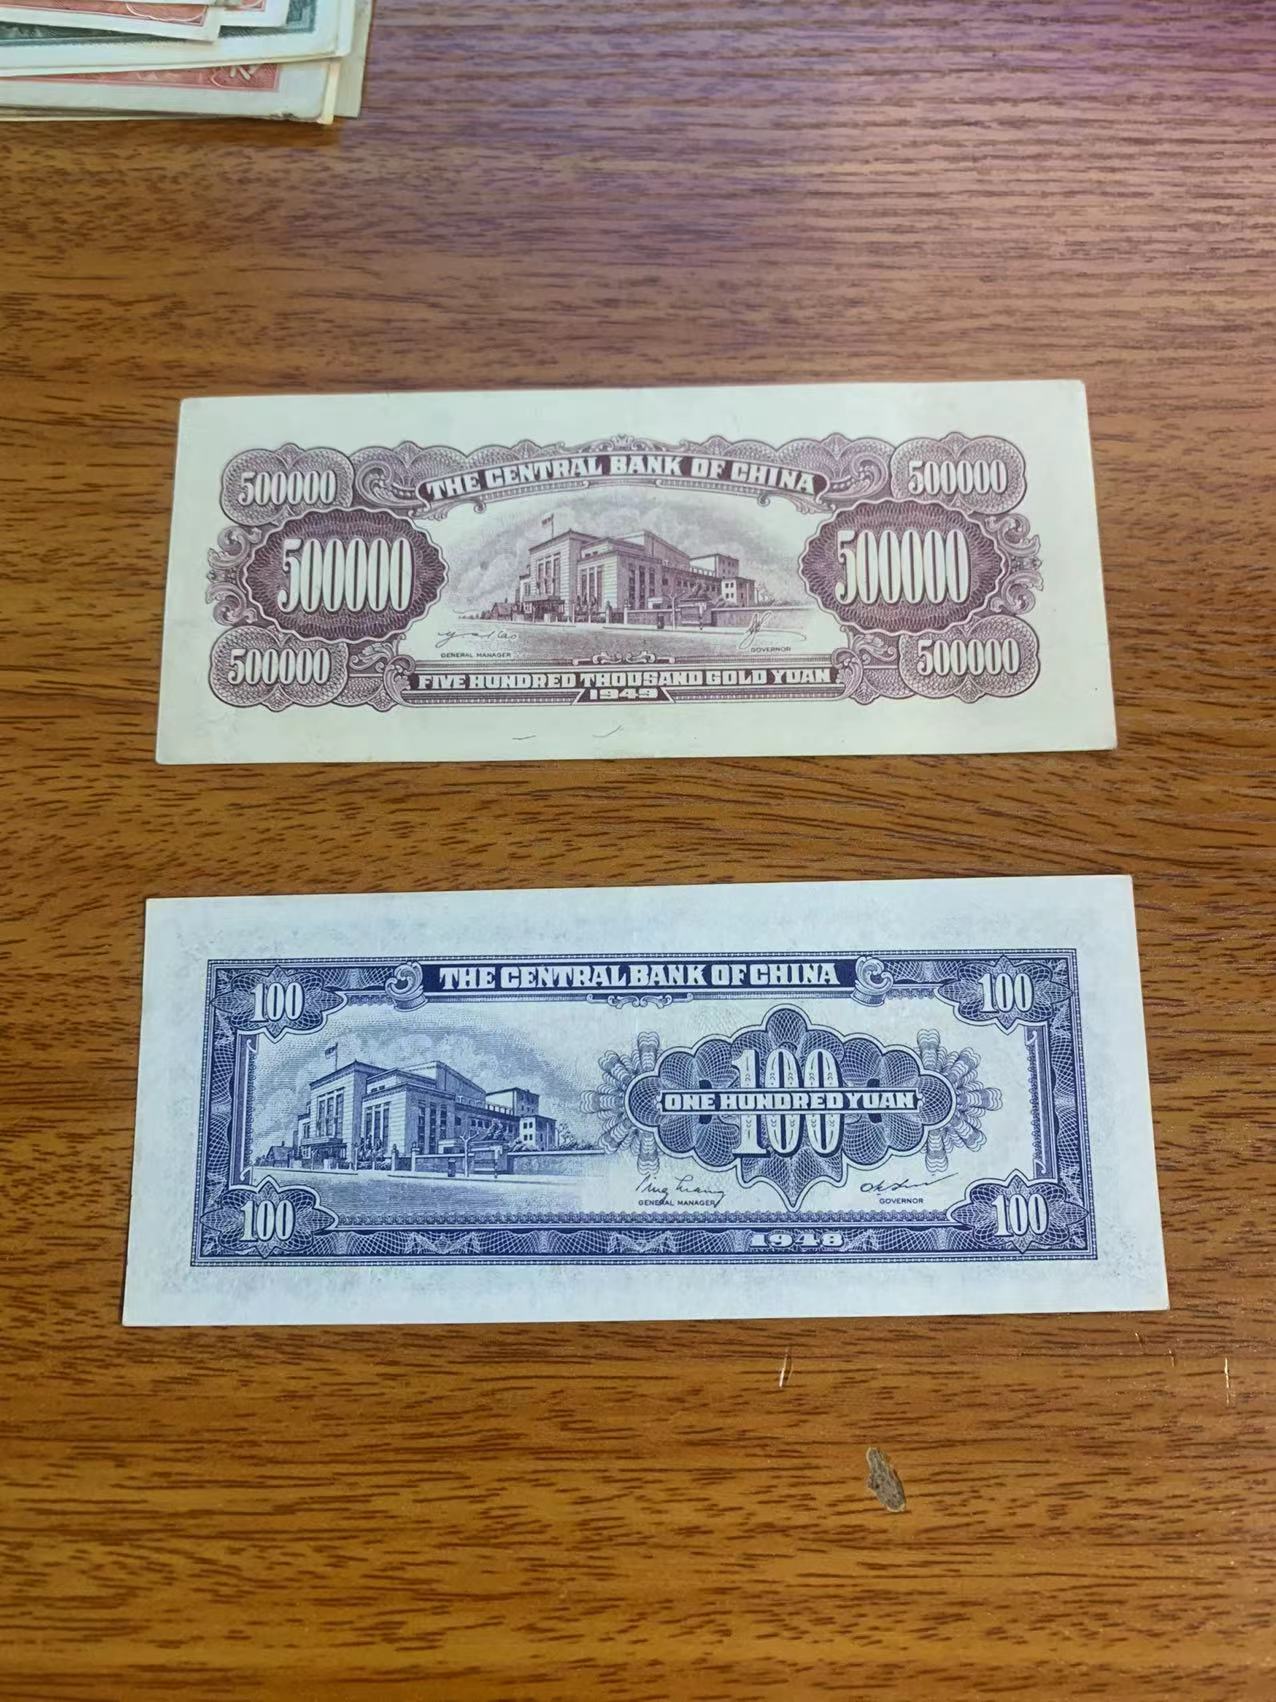 THE CENTRAL BANK OF CHINA
500000 500000
500000 500000
GENERAL MANAGER GOVERNOR
500000 500000
FIVE HUNDRED THOUSAND GOLD YUAN
1949
THE CENTRAL BANK OF CHINA
100 100
100
ONE HUNDRED YUAN
100
GENERAL MANAGER GOVERNOR
100 100
1948